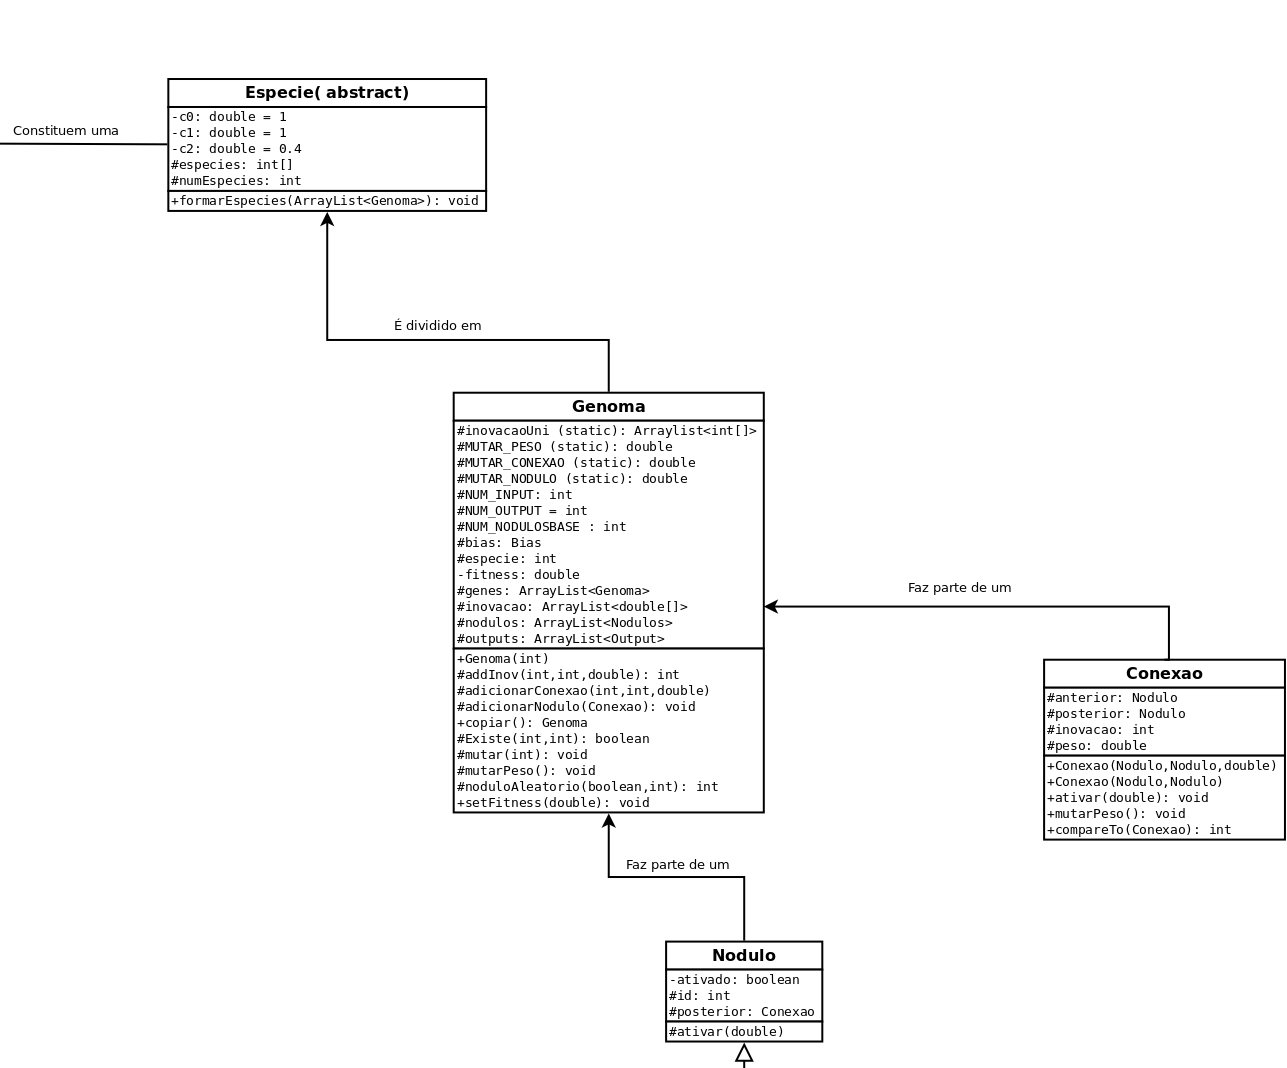 Constituem uma
Especie( abstract)
-c0: double = 1
-c1: double = 1
-c2: double = 0.4
#especies: int[]
#numEspecies: int
+formarEspecies(ArrayList<Genoma>): void
É dividido em
Genoma
#inovacaoUni (static): Arraylist<int[]>
#MUTAR_PESO (static): double
#MUTAR_CONEXAO (static): double
#MUTAR_NODULO (static): double
#NUM_INPUT: int
#NUM_OUTPUT = int
#NUM_NODULOSBASE : int
#bias: Bias
#especie: int
-fitness: double
#genes: ArrayList<Genoma>
#inovacao: ArrayList<double[]>
#nodulos: ArrayList<Nodulos>
#outputs: ArrayList<Output>
+Genoma(int)
#addInov(int,int,double): int
#adicionarConexao(int,int,double)
#adicionarNodulo(Conexao): void
+copiar(): Genoma
#Existe(int,int): boolean
#mutar(int): void
#mutarPeso(): void
#noduloAleatorio(boolean,int): int
+setFitness(double): void
Faz parte de um
Conexao
#anterior: Nodulo
#posterior: Nodulo
#inovacao: int
#peso: double
+Conexao(Nodulo,Nodulo,double)
+Conexao(Nodulo,Nodulo)
+ativar(double): void
+mutarPeso(): void
+compareTo(Conexao): int
Faz parte de um
Nodulo
-ativado: boolean
#id: int
#posterior: Conexao
#ativar(double)